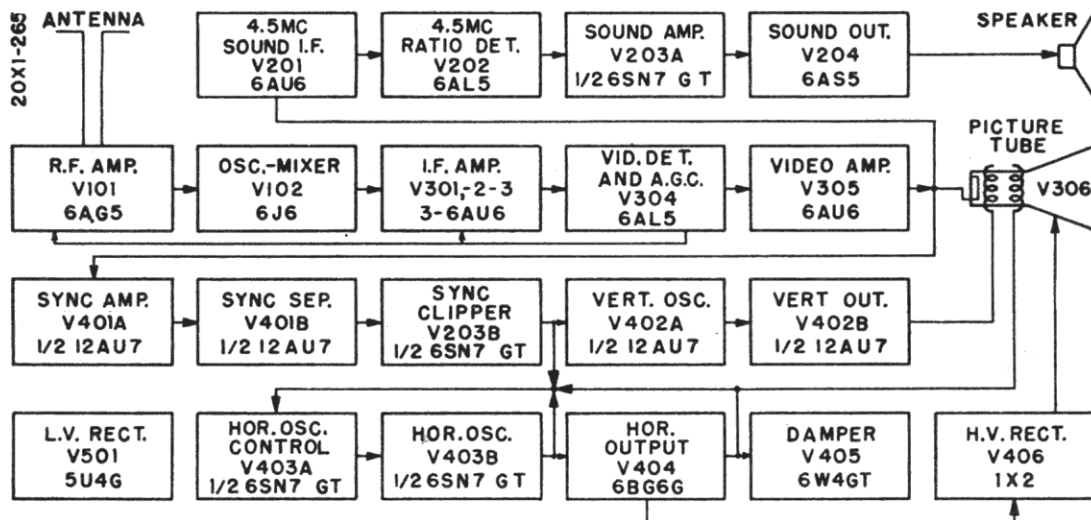 20X1-265
ANTENNA
4.5MC
SOUND I.F.
V201
6AU6
4.5MC
RATIO DET.
V202
6AL5
SOUND AMP.
V203A
1/2 6SN7 GT
SOUND OUT.
V204
6AS5
SPEAKER
R.F. AMP.
V101
6AG5
OSC.-MIXER
V102
6J6
I.F. AMP.
V301,-2-3
3-6AU6
VID. DET.
AND A.G.C.
V304
6AL5
VIDEO AMP.
V305
6AU6
PICTURE
TUBE
V306
SYNC AMP.
V401A
1/2 12AU7
SYNC SEP.
V401B
1/2 12AU7
SYNC
CLIPPER
V203B
1/2 6SN7 GT
VERT. OSC.
V402A
1/2 12AU7
VERT OUT.
V402B
1/2 12AU7
L.V. RECT.
V501
5U4G
HOR. OSC.
CONTROL
V403A
1/2 6SN7 GT
HOR. OSC.
V403B
1/2 6SN7 GT
HOR.
OUTPUT
V404
6BG6G
DAMPER
V405
6W4GT
H.V. RECT.
V406
1X2